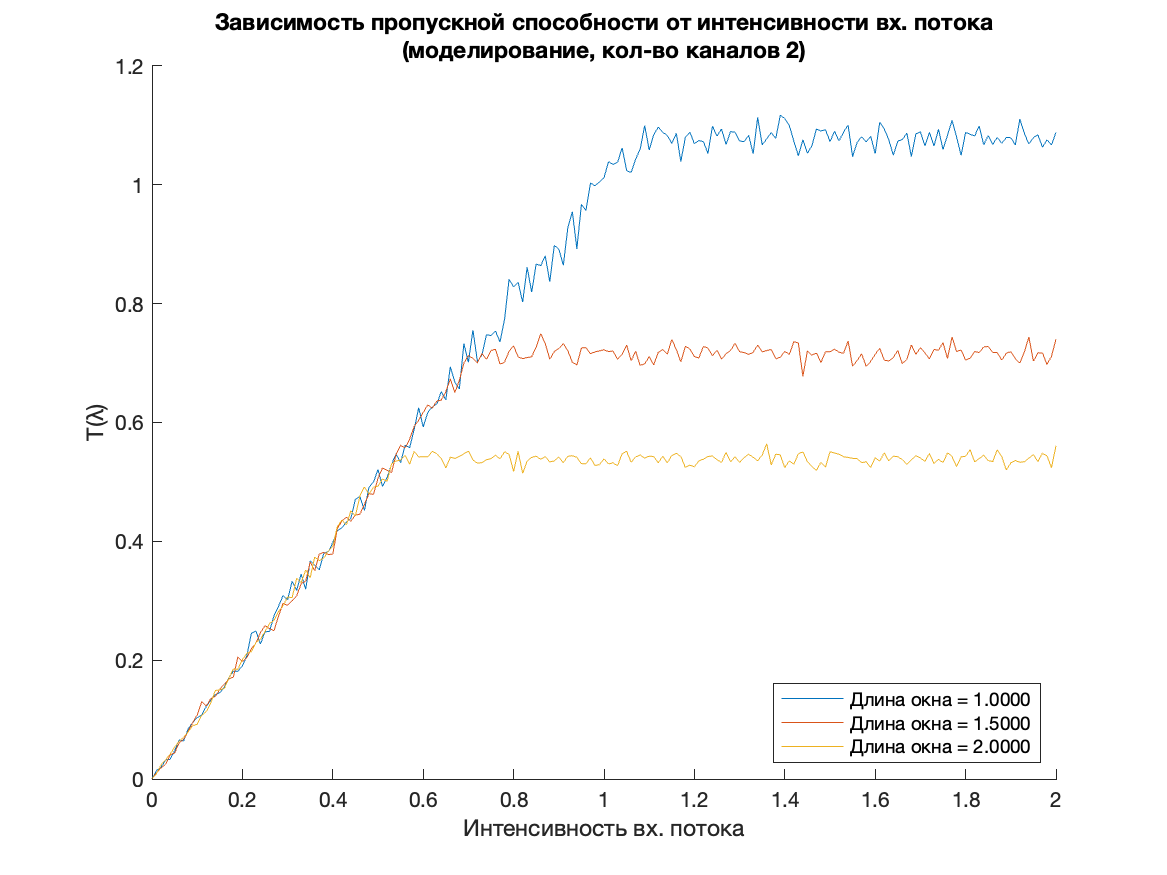 Зависимость пропускной способности от интенсивности вх. потока
(моделирование, кол-во каналов 2)
1.2
1
0.8
0.6
0.4
0.2
0
T(λ)
0 0.2 0.4 0.6 0.8 1 1.2 1.4 1.6 1.8 2
Интенсивность вх. потока
Длина окна = 1.0000
Длина окна = 1.5000
Длина окна = 2.0000